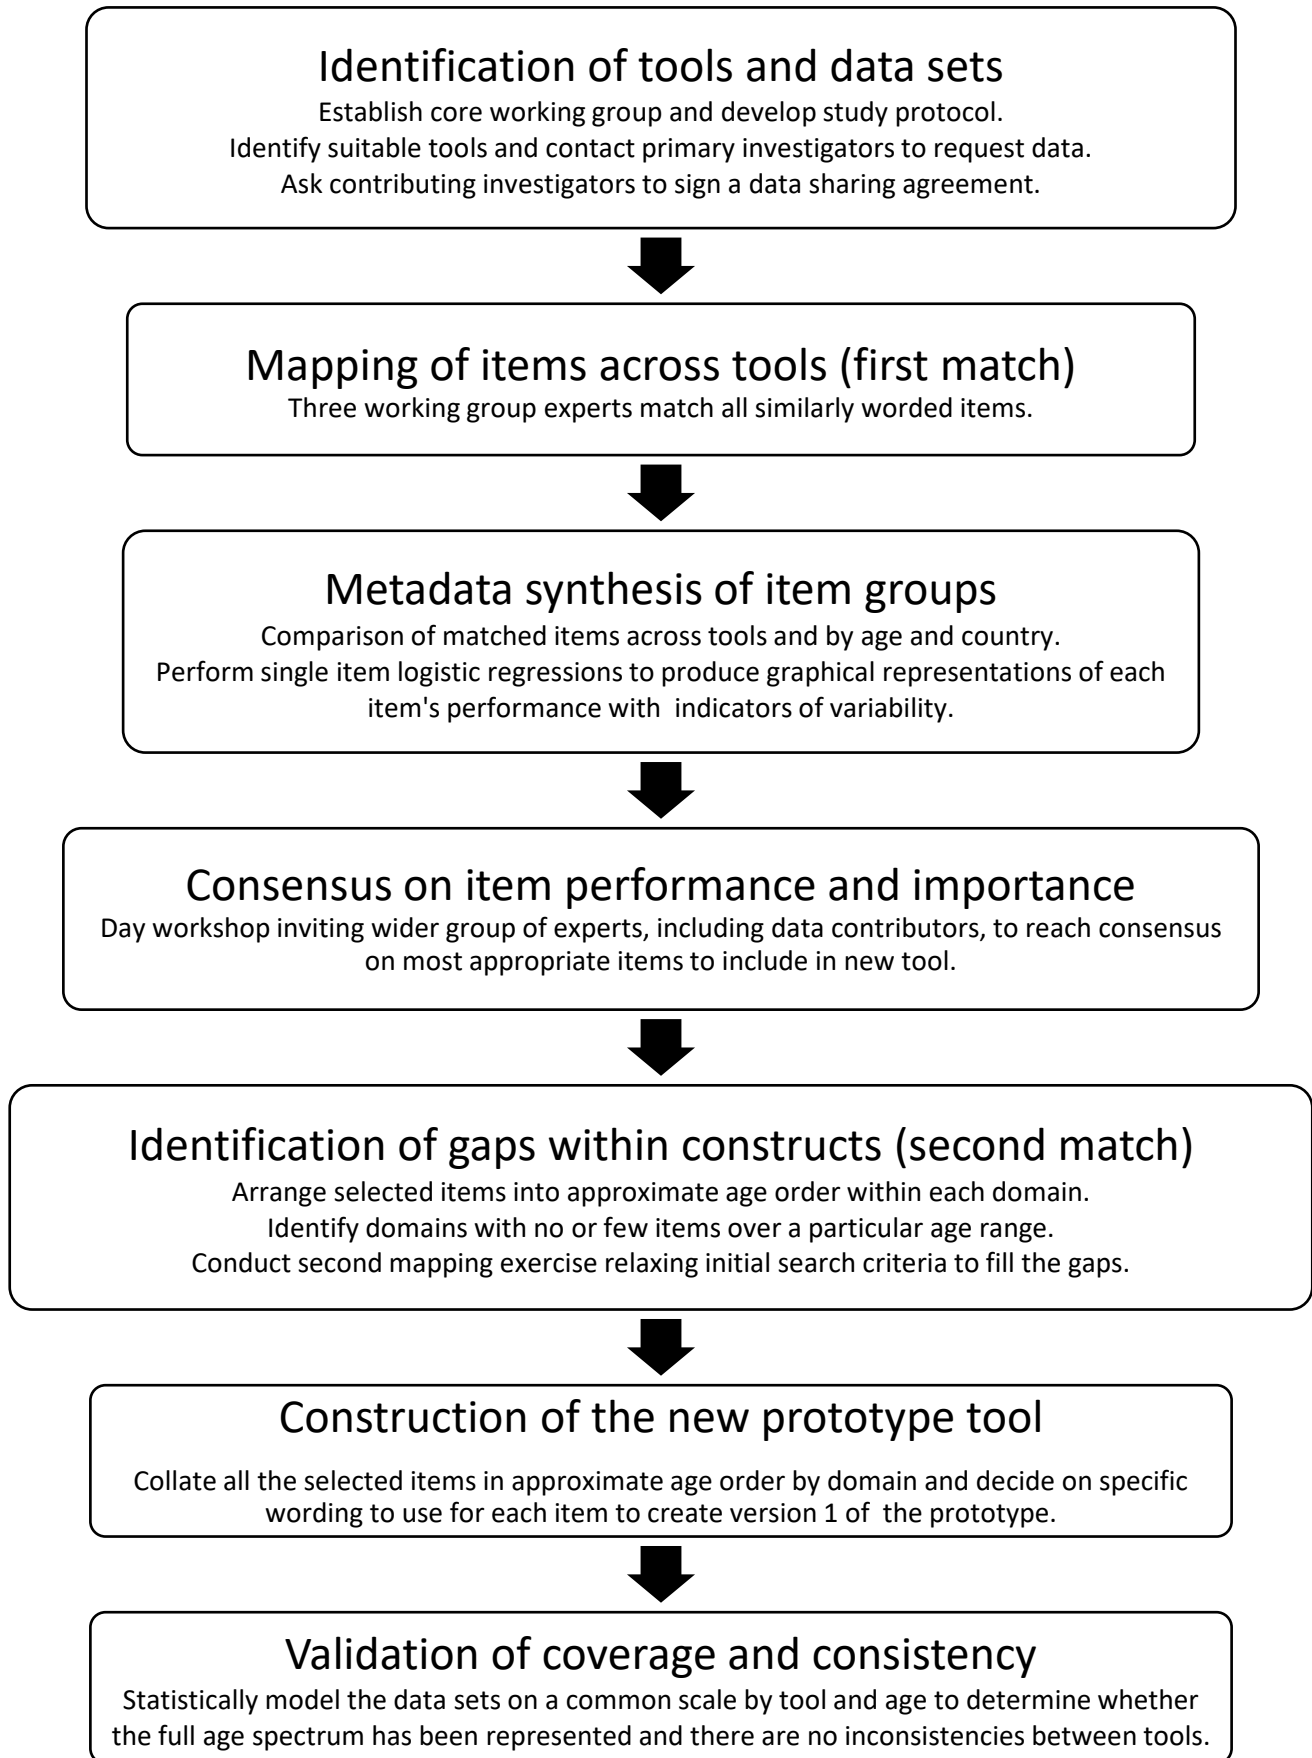 Identification of tools and data sets
Establish core working group and develop study protocol.
Identify suitable tools and contact primary investigators to request data.
Ask contributing investigators to sign a data sharing agreement.
Mapping of items across tools (first match)
Three working group experts match all similarly worded items.
Metadata synthesis of item groups
Comparison of matched items across tools and by age and country.
Perform single item logistic regressions to produce graphical representations of each
item's performance with  indicators of variability.
Consensus on item performance and importance
Day workshop inviting wider group of experts, including data contributors, to reach consensus
on most appropriate items to include in new tool.
Identification of gaps within constructs (second match)
Arrange selected items into approximate age order within each domain.
Identify domains with no or few items over a particular age range.
Conduct second mapping exercise relaxing initial search criteria to fill the gaps.
Construction of the new prototype tool
Collate all the selected items in approximate age order by domain and decide on specific
wording to use for each item to create version 1 of  the prototype.
Validation of coverage and consistency
Statistically model the data sets on a common scale by tool and age to determine whether
the full age spectrum has been represented and there are no inconsistencies between tools.